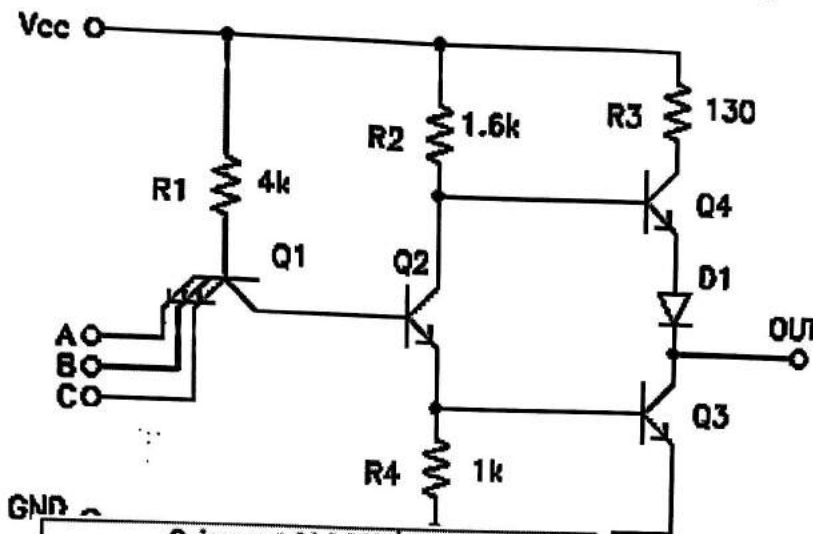 Vcc
R3 130
R2 1.6k
R1 4k
Q4
Q1
Q2
D1
OUT
A
B
C
Q3
R4 1k
GND